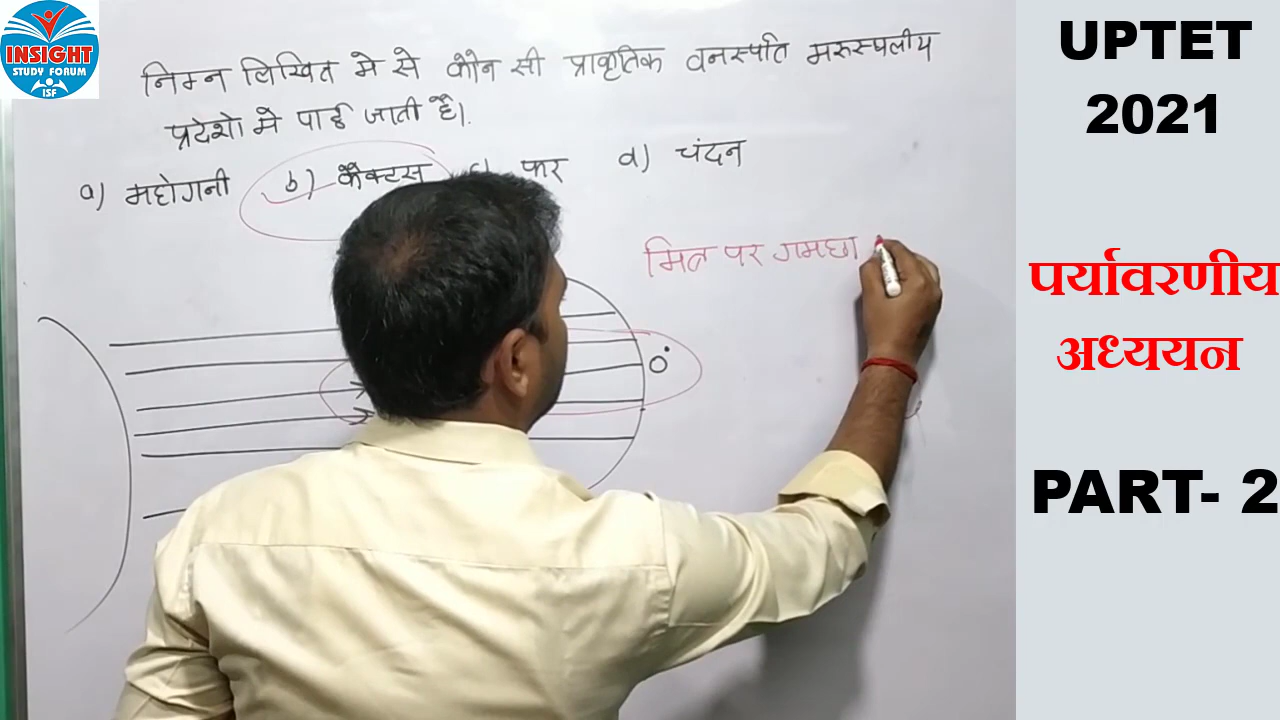 INSIGHT
STUDY FORUM
ISF
निम्न लिखित मे से कौन सी प्राकृतिक वनस्पति मरुस्थलीय
प्रदेशो मे पाई जाती है।
a) महोगनी b) कैक्टस c) फर d) चंदन
मित्र पर गमछा
UPTET
2021
पर्यावरणीय
अध्ययन
PART- 2